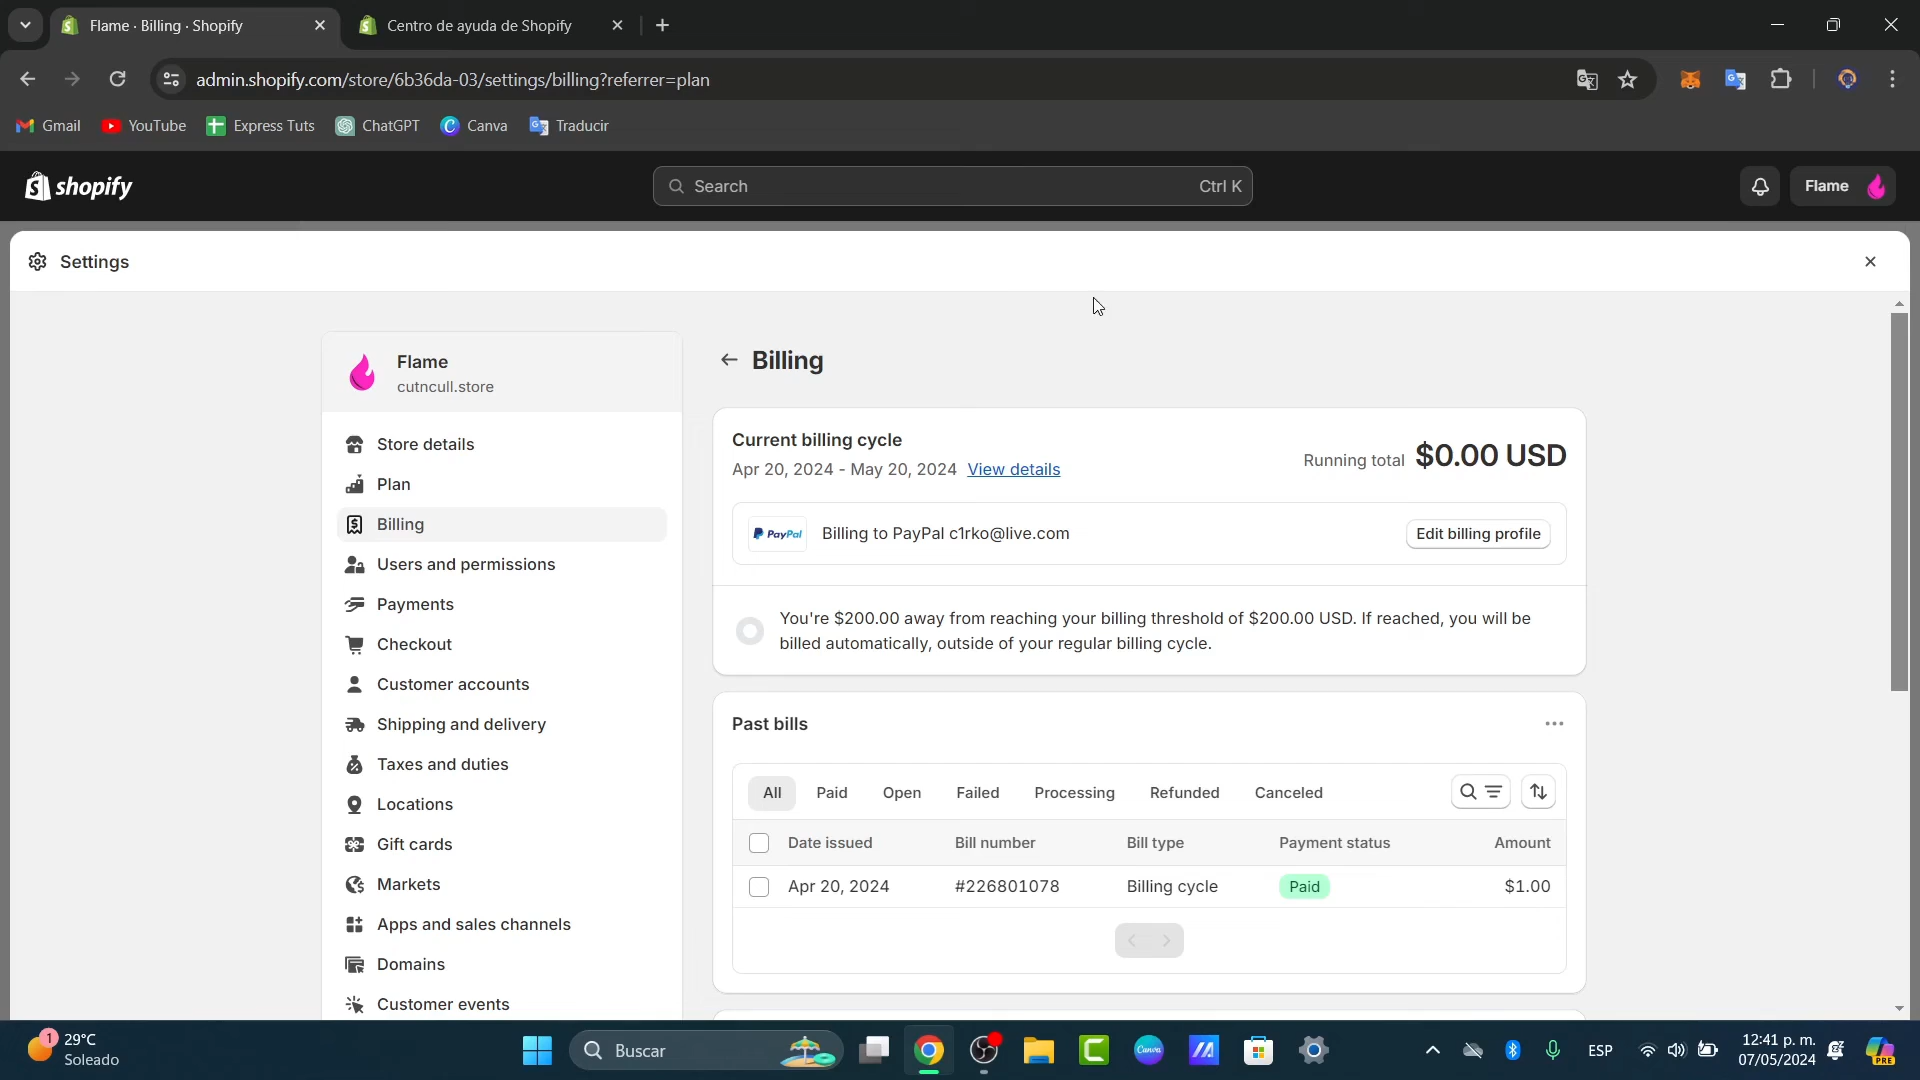 Flame · Billing · Shopify
Centro de ayuda de Shopify
admin.shopify.com/store/6b36da-03/settings/billing?referrer=plan
Gmail
YouTube
Express Tuts
ChatGPT
Canva
Traducir
shopify
Search
Ctrl K
Flame
Settings
Flame
cutncull.store
Store details
Plan
Billing
Users and permissions
Payments
Checkout
Customer accounts
Shipping and delivery
Taxes and duties
Locations
Gift cards
Markets
Apps and sales channels
Domains
Customer events
Billing
Current billing cycle
Apr 20, 2024 - May 20, 2024 View details
Running total $0.00 USD
PayPal
Billing to PayPal c1rko@live.com
Edit billing profile
You're $200.00 away from reaching your billing threshold of $200.00 USD. If reached, you will be
billed automatically, outside of your regular billing cycle.
Past bills
All Paid Open Failed Processing Refunded Canceled
Date issued Bill number Bill type Payment status Amount
Apr 20, 2024 #226801078 Billing cycle Paid $1.00
1
29°C
Soleado
Buscar
Canva
ESP
12:41 p. m.
07/05/2024
PRE